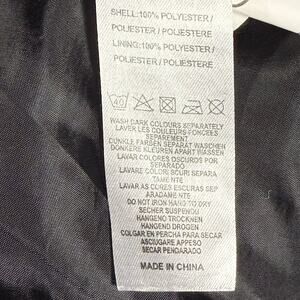 SHELL:100% POLYESTER /
POLYESTER / POLIESTERE
LINING:100% POLYESTER /
POLYESTER / POLIESTERE
40
WASH DARK COLOURS SEPARATELY
LAVER LES COULEURS FONCEES
SEPAREMENT
DUNKLE FARBEN SEPARAT WASCHEN
DONKERE KLEUREN APART WASSEN
LAVAR COLORES OSCUROS POR
SEPARADO
LAVARE COLORI SCURI SEPARA
TAMENTE
LAVAR AS CORES ESCURAS SEP
ARADAMENTE
DO NOT IRON HANG TO DRY
SECHER SUSPENDU
HANGEND TROCKNEN
HANGEND DROGEN
COLGAR EN PERCHA PARA SECAR
ASCIUGARE APPESO
SECAR PENDARADO
MADE IN CHINA